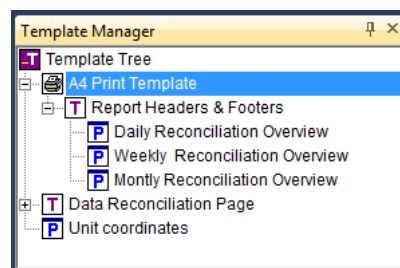 Template Manager
Template Tree
A4 Print Template
T Report Headers & Footers
P Daily Reconciliation Overview
P Weekly Reconciliation Overview
P Montly Reconciliation Overview
T Data Reconciliation Page
P Unit coordinates